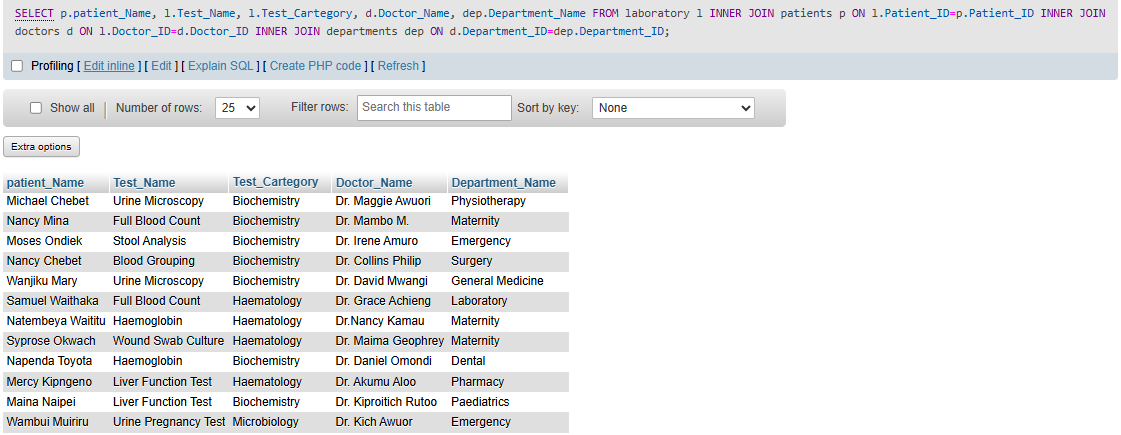 SELECT p.patient_Name, l.Test_Name, l.Test_Cartegory, d.Doctor_Name, dep.Department_Name FROM laboratory l INNER JOIN patients p ON l.Patient_ID=p.Patient_ID INNER JOIN
doctors d ON l.Doctor_ID=d.Doctor_ID INNER JOIN departments dep ON d.Department_ID=dep.Department_ID;
Profiling [ Edit inline ] [ Edit ] [ Explain SQL ] [ Create PHP code ] [ Refresh ]
Show all Number of rows: 25 Filter rows: Search this table Sort by key: None
Extra options
patient_Name Test_Name Test_Cartegory Doctor_Name Department_Name
Michael Chebet Urine Microscopy Biochemistry Dr. Maggie Awuori Physiotherapy
Nancy Mina Full Blood Count Biochemistry Dr. Mambo M. Maternity
Moses Ondiek Stool Analysis Biochemistry Dr. Irene Amuro Emergency
Nancy Chebet Blood Grouping Biochemistry Dr. Collins Philip Surgery
Wanjiku Mary Urine Microscopy Biochemistry Dr. David Mwangi General Medicine
Samuel Waithaka Full Blood Count Haematology Dr. Grace Achieng Laboratory
Natembeya Waititu Haemoglobin Haematology Dr.Nancy Kamau Maternity
Syprose Okwach Wound Swab Culture Haematology Dr. Maima Geophrey Maternity
Napenda Toyota Haemoglobin Biochemistry Dr. Daniel Omondi Dental
Mercy Kipngeno Liver Function Test Haematology Dr. Akumu Aloo Pharmacy
Maina Naipei Liver Function Test Biochemistry Dr. Kiproitich Rutoo Paediatrics
Wambui Muiriru Urine Pregnancy Test Microbiology Dr. Kich Awuor Emergency